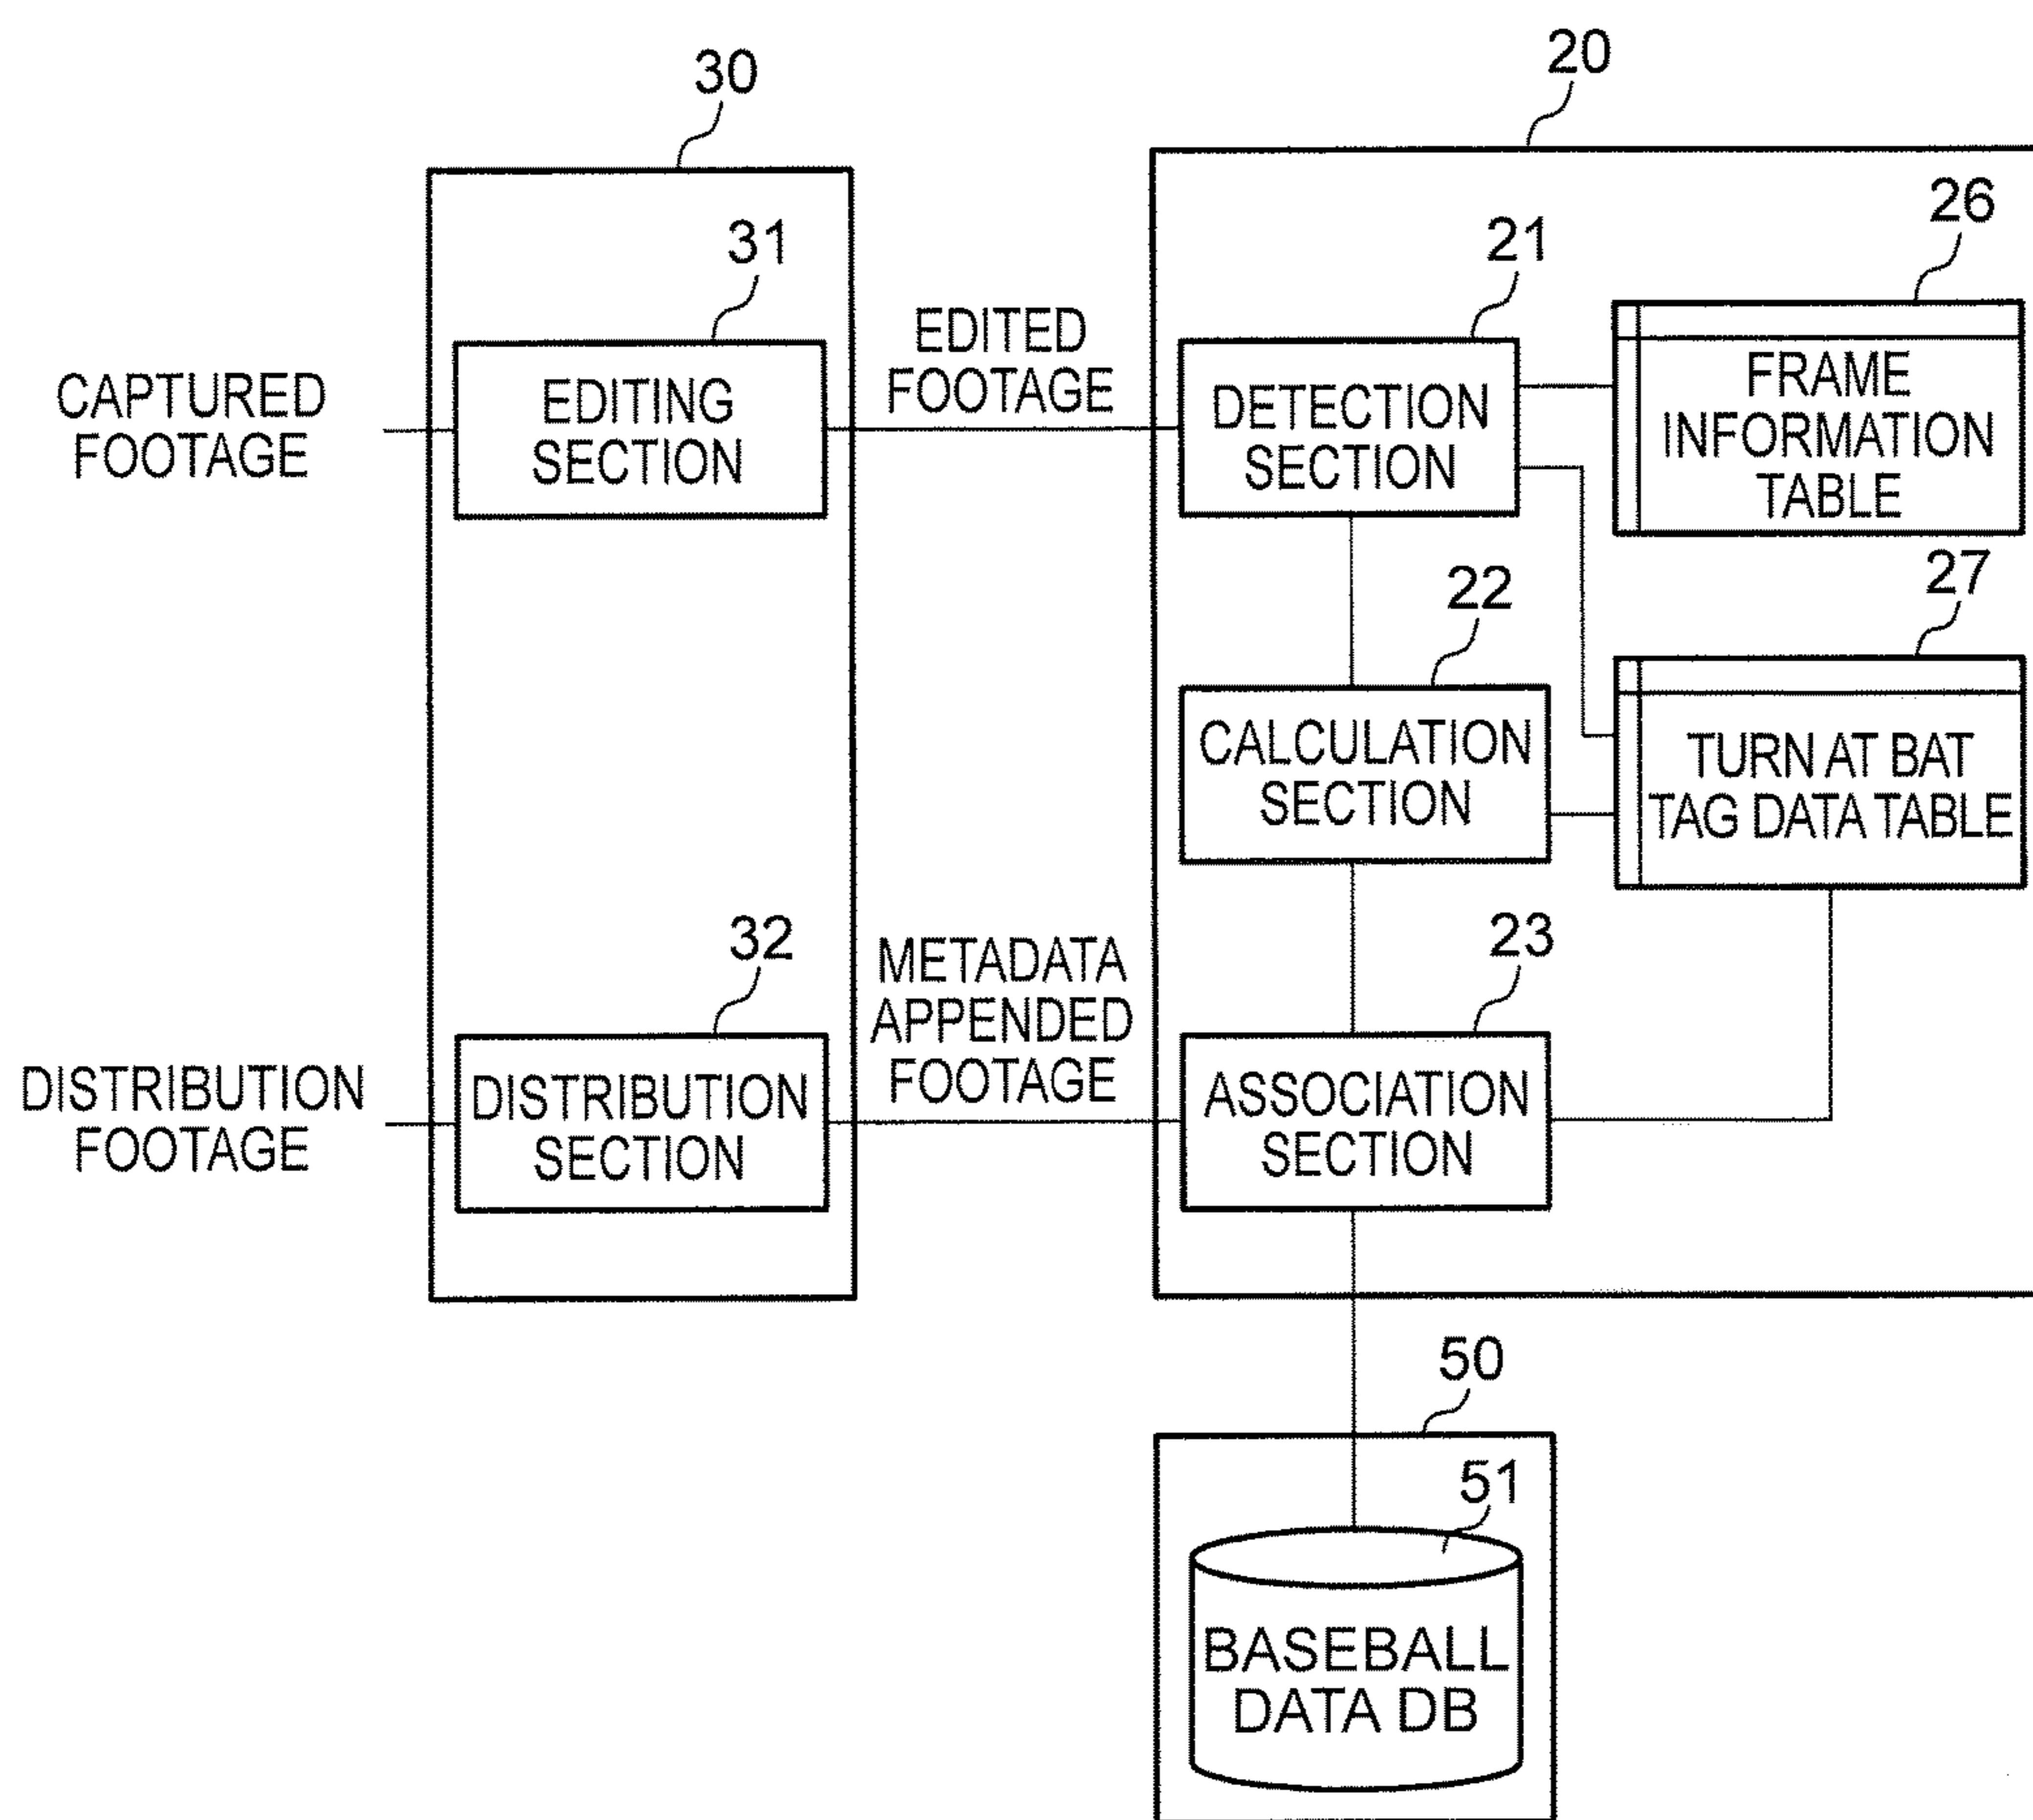 20
30
26
31
21
EDITED
FOOTAGE
CAPTURED
FOOTAGE
EDITING
SECTION
DETECTION
SECTION
FRAME
INFORMATION
TABLE
22
27
CALCULATION
SECTION
TURN AT BAT
TAG DATA TABLE
32
METADATA
APPENDED
FOOTAGE
23
DISTRIBUTION
FOOTAGE
DISTRIBUTION
SECTION
ASSOCIATION
SECTION
50
51
BASEBALL
DATA DB